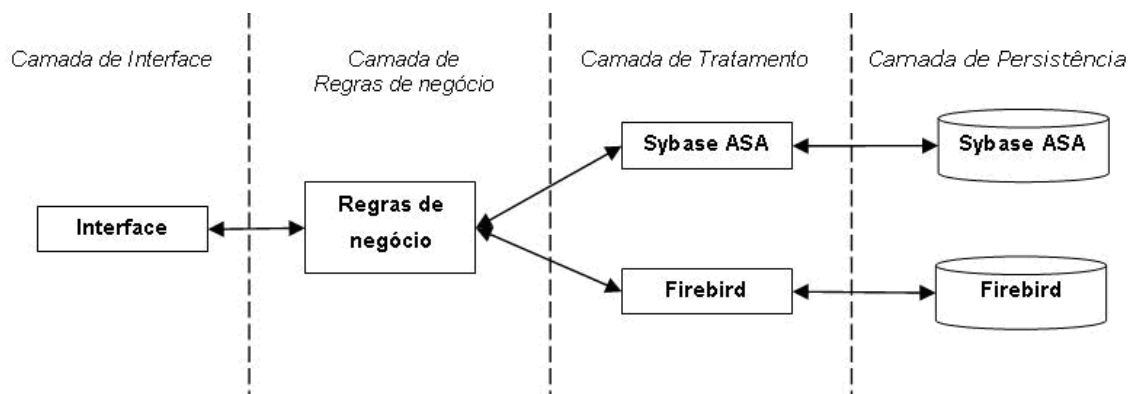 Camada de Interface
Camada de
Regras de negócio
Camada de Tratamento
Camada de Persistência
Interface
Regras de
negócio
Sybase ASA
Sybase ASA
Firebird
Firebird